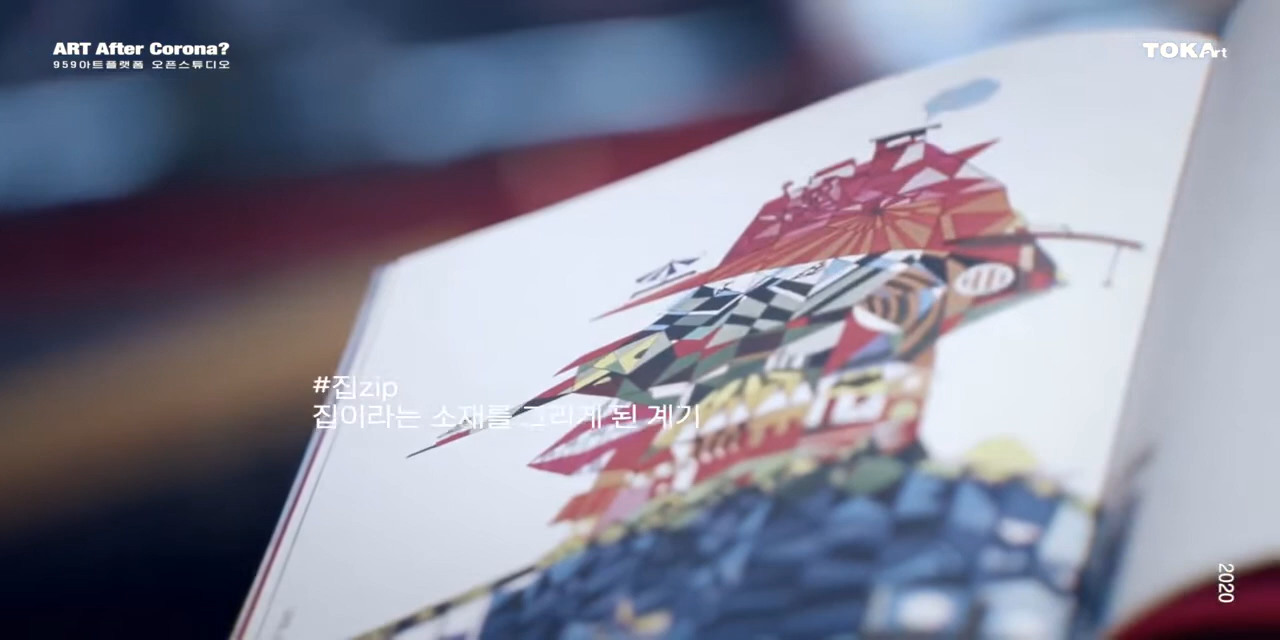 ART After Corona?
959아트플랫폼 오픈스튜디오
TOKArt
#집zip
집이라는 소재를 그리게 된 계기
2020